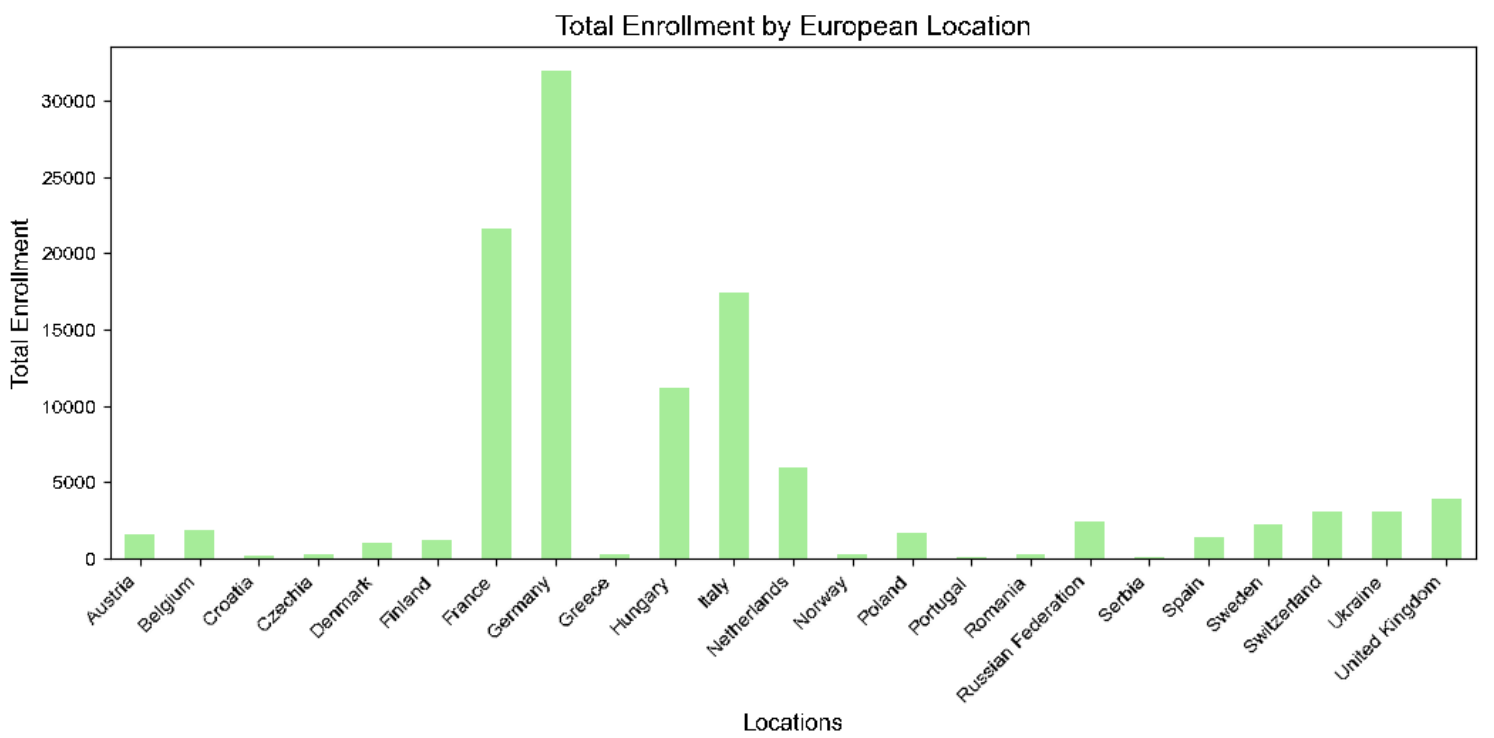 Total Enrollment by European Location
Total Enrollment
30000
25000
20000
15000
10000
5000
0
Austria
Belgium
Croatia
Czechia
Denmark
Finland
France
Germany
Greece
Hungary
Italy
Netherlands
Norway
Poland
Portugal
Romania
Russian Federation
Serbia
Spain
Sweden
Switzerland
Ukraine
United Kingdom
Locations